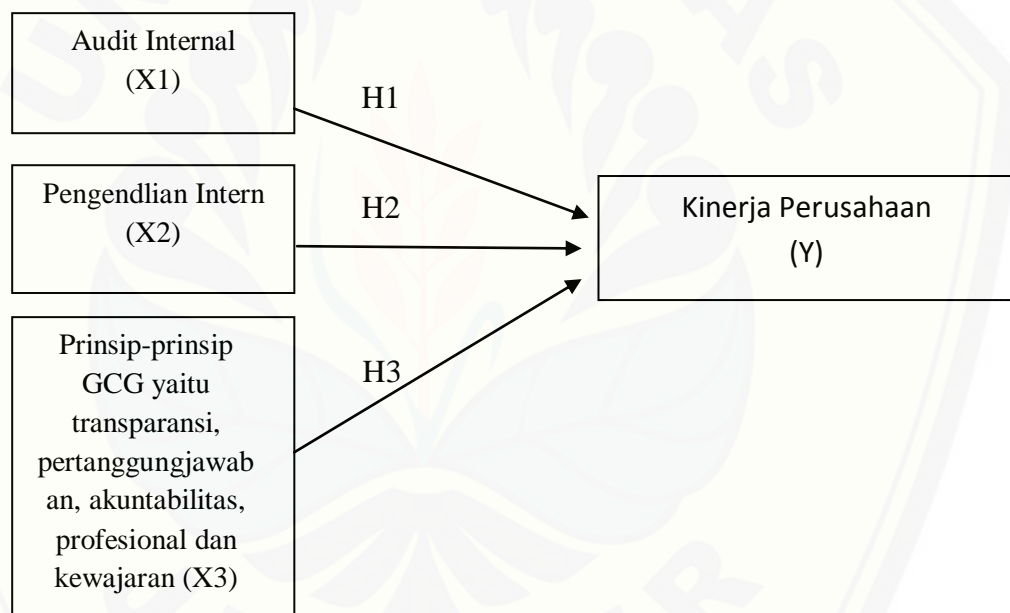 Audit Internal
(X1)
H1
Pengendlian Intern
(X2)
H2
Kinerja Perusahaan
(Y)
Prinsip-prinsip
GCG yaitu
transparansi,
pertanggungjawab
an, akuntabilitas,
profesional dan
kewajaran (X3)
H3